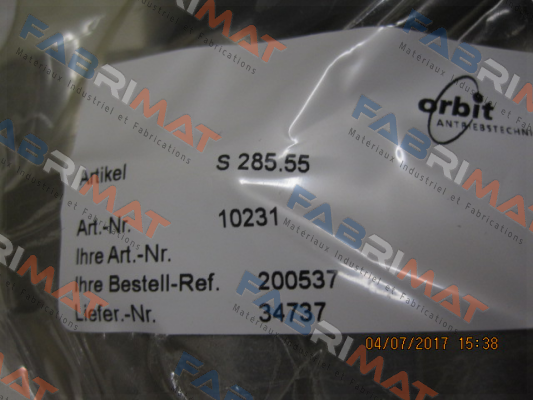 orbit
ANTRIEBSTECHNI
Artikel S 285.55
Art.-Nr. 10231
Ihre Art.-Nr.
Ihre Bestell-Ref. 200537
Liefer.-Nr. 34737
04/07/2017 15:38
FABRIMAT
Materiaux Industriel et Fabrications